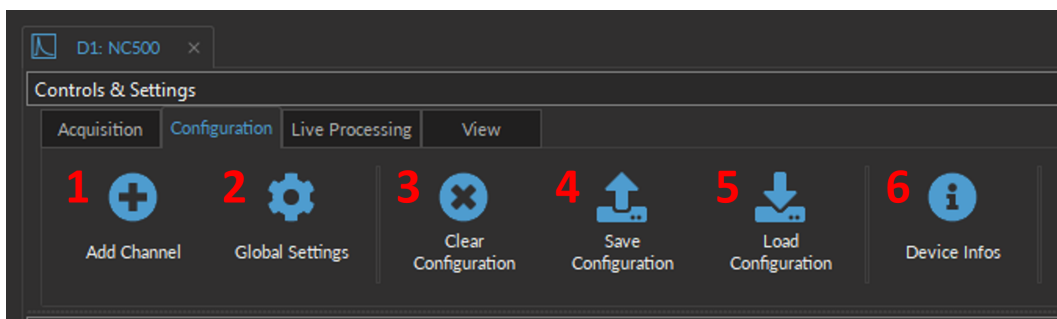 D1: NC500
Controls & Settings
Acquisition Configuration Live Processing View
1 2 3 4 5 6
Add Channel Global Settings Clear Configuration Save Configuration Load Configuration Device Infos